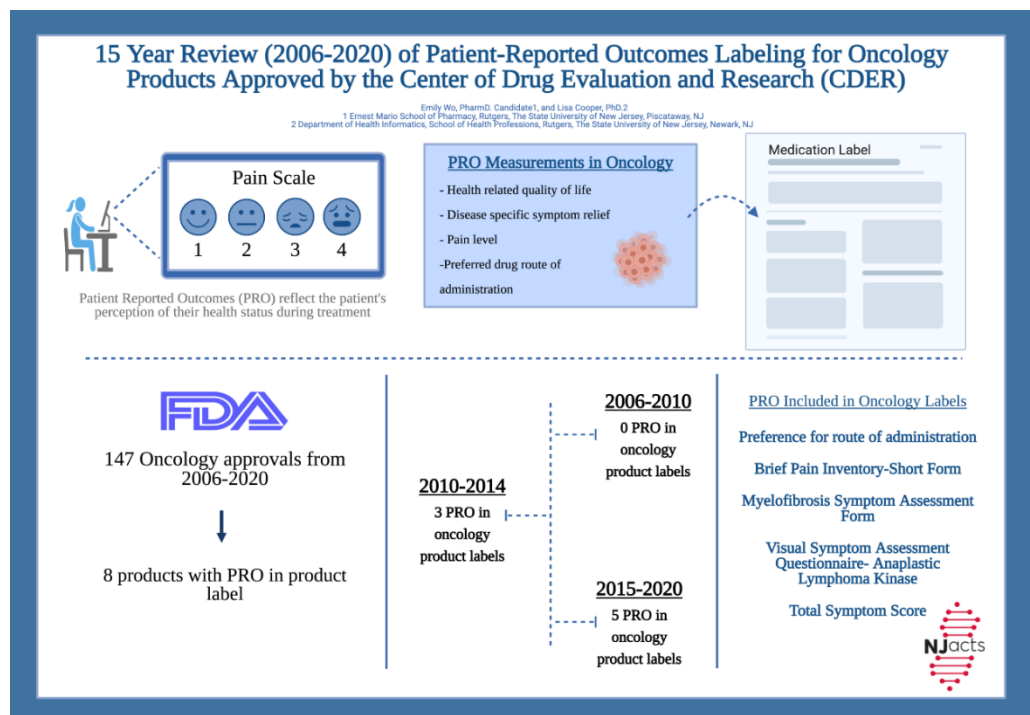 15 Year Review (2006-2020) of Patient-Reported Outcomes Labeling for Oncology
Products Approved by the Center of Drug Evaluation and Research (CDER)
Emily Wo, PharmD. Candidate1, and Lisa Cooper, PhD.2
1 Ernest Mario School of Pharmacy, Rutgers, The State University of New Jersey, Piscataway, NJ
2 Department of Health Informatics, School of Health Professions, Rutgers, The State University of New Jersey, Newark, NJ
Pain Scale
1 2 3 4
Patient Reported Outcomes (PRO) reflect the patient's
perception of their health status during treatment
PRO Measurements in Oncology
- Health related quality of life
- Disease specific symptom relief
- Pain level
-Preferred drug route of
administration
Medication Label
FDA
147 Oncology approvals from
2006-2020
8 products with PRO in product
label
2006-2010
0 PRO in
oncology
product labels
2010-2014
3 PRO in
oncology
product labels
2015-2020
5 PRO in
oncology
product labels
PRO Included in Oncology Labels
Preference for route of administration
Brief Pain Inventory-Short Form
Myelofibrosis Symptom Assessment
Form
Visual Symptom Assessment
Questionnaire- Anaplastic
Lymphoma Kinase
Total Symptom Score
NJacts